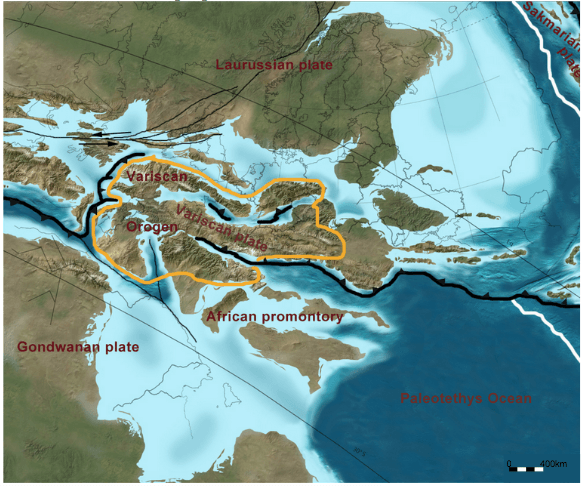 Sakmarian
plate
Laurussian plate
Variscan
Variscan plate
Orogen
African promontory
Gondwanan plate
Paleotethys Ocean
0 400km